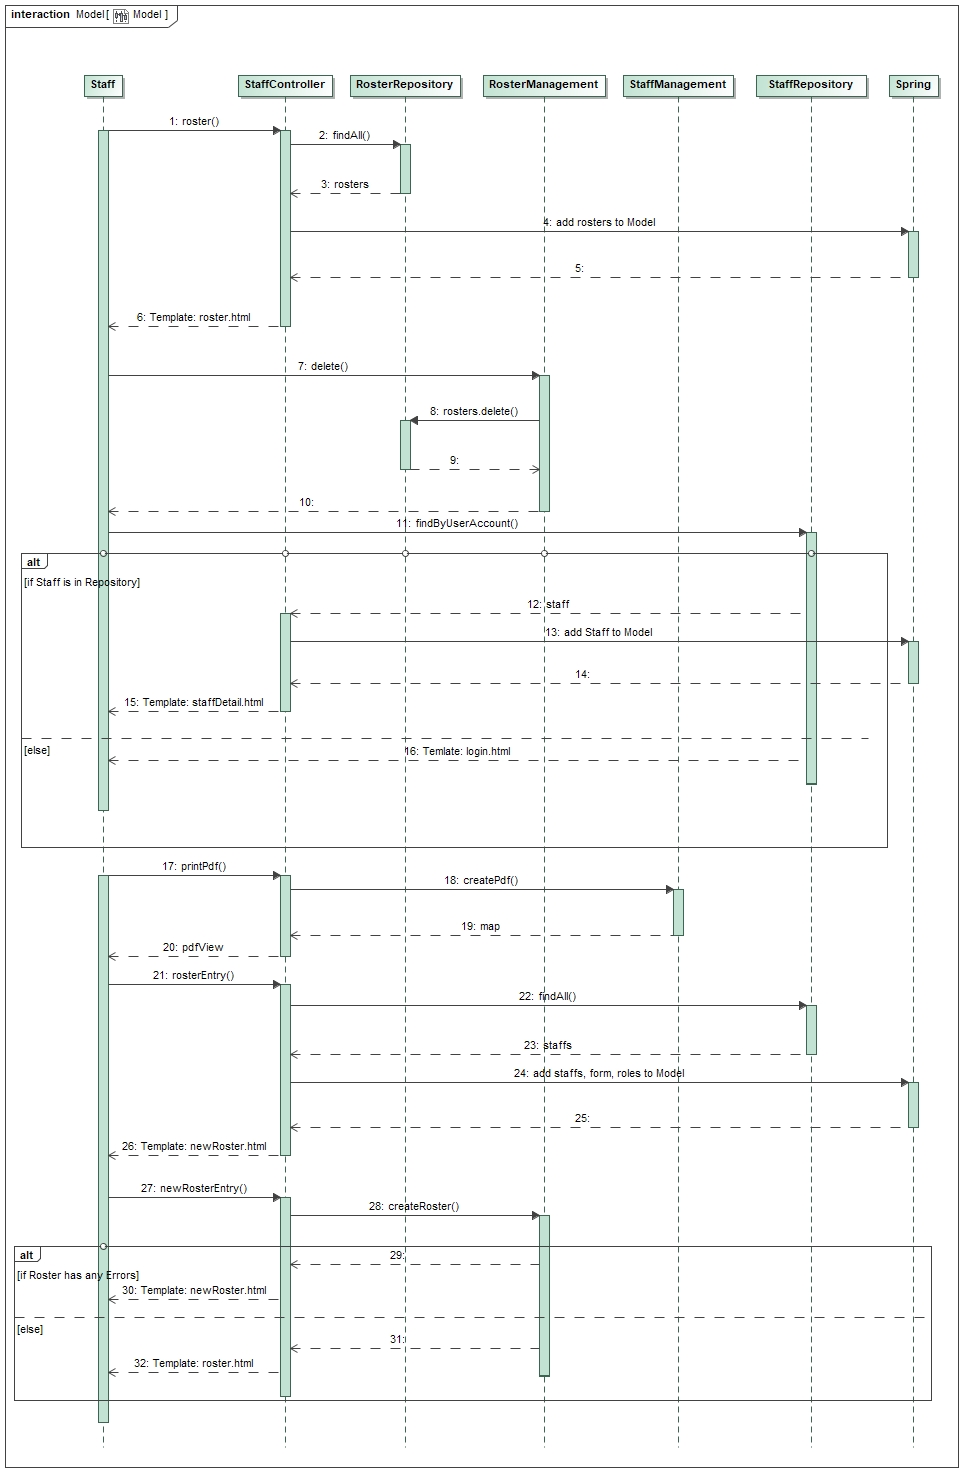 interaction Model[ Model ]
Staff
StaffController
RosterRepository
RosterManagement
StaffManagement
StaffRepository
Spring
1: roster()
2: findAll()
3: rosters
4: add rosters to Model
5:
6: Template: roster.html
7: delete()
8: rosters.delete()
9:
10:
11: findByUserAccount()
alt
[if Staff is in Repository]
12: staff
13: add Staff to Model
14:
15: Template: staffDetail.html
[else]
16: Temlate: login.html
17: printPdf()
18: createPdf()
19: map
20: pdfView
21: rosterEntry()
22: findAll()
23: staffs
24: add staffs, form, roles to Model
25:
26: Template: newRoster.html
27: newRosterEntry()
28: createRoster()
alt
29:
[if Roster has any Errors]
30: Template: newRoster.html
[else]
31:
32: Template: roster.html